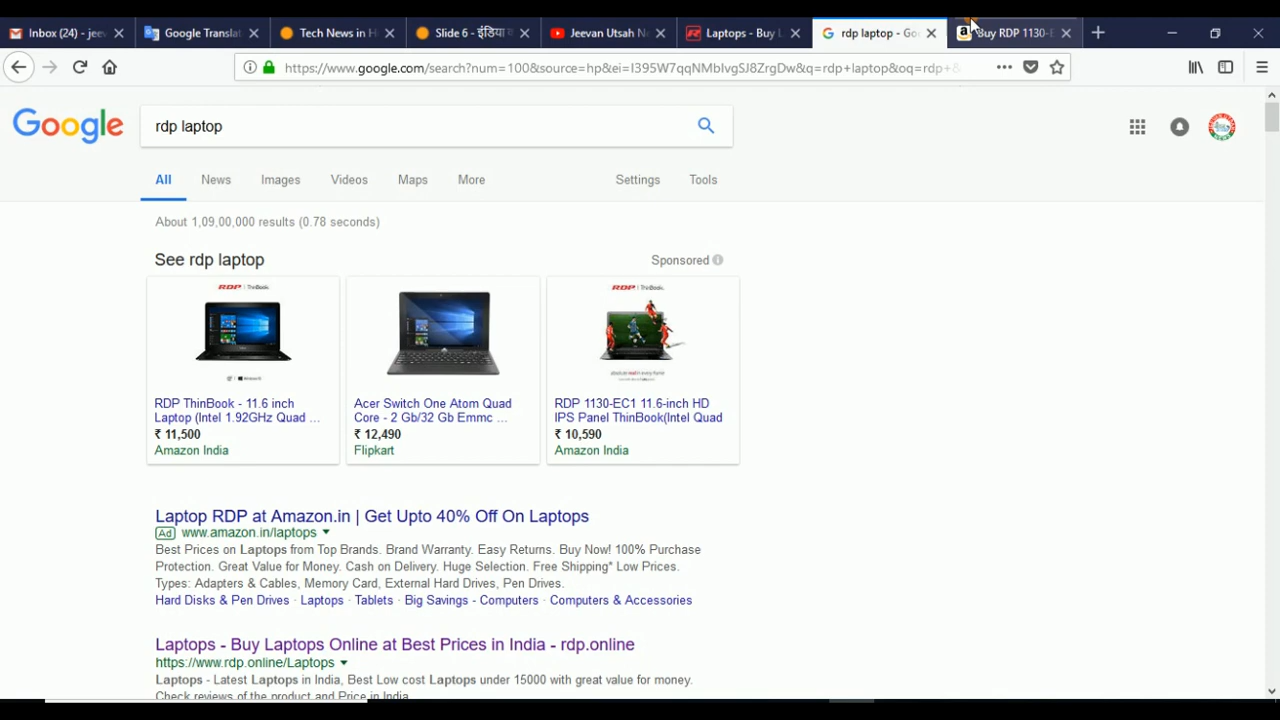 Inbox (24) - jee
Google Translat
Tech News in H
Slide 6 - इंडिया व
Jeevan Utsah Ne
Laptops - Buy L
rdp laptop - Goo
Buy RDP 1130-E
https://www.google.com/search?num=100&source=hp&ei=I395W7qqNMbIvgSJ8ZrgDw&q=rdp+laptop&oq=rdp+&
Google
rdp laptop
All News Images Videos Maps More Settings Tools
About 1,09,00,000 results (0.78 seconds)
See rdp laptop
Sponsored
RDP ThinBook
RDP ThinBook
RDP ThinBook - 11.6 inch
Laptop (Intel 1.92GHz Quad ...
₹ 11,500
Amazon India
Acer Switch One Atom Quad
Core - 2 Gb/32 Gb Emmc ...
₹ 12,490
Flipkart
RDP 1130-EC1 11.6-inch HD
IPS Panel ThinBook(Intel Quad
₹ 10,590
Amazon India
Laptop RDP at Amazon.in | Get Upto 40% Off On Laptops
Ad www.amazon.in/laptops
Best Prices on Laptops from Top Brands. Brand Warranty. Easy Returns. Buy Now! 100% Purchase
Protection. Great Value for Money. Cash on Delivery. Huge Selection. Free Shipping* Low Prices.
Types: Adapters & Cables, Memory Card, External Hard Drives, Pen Drives.
Hard Disks & Pen Drives · Laptops · Tablets · Big Savings - Computers · Computers & Accessories
Laptops - Buy Laptops Online at Best Prices in India - rdp.online
https://www.rdp.online/Laptops
Laptops - Latest Laptops in India, Best Low cost Laptops under 15000 with great value for money.
Check reviews of the product and Price in India